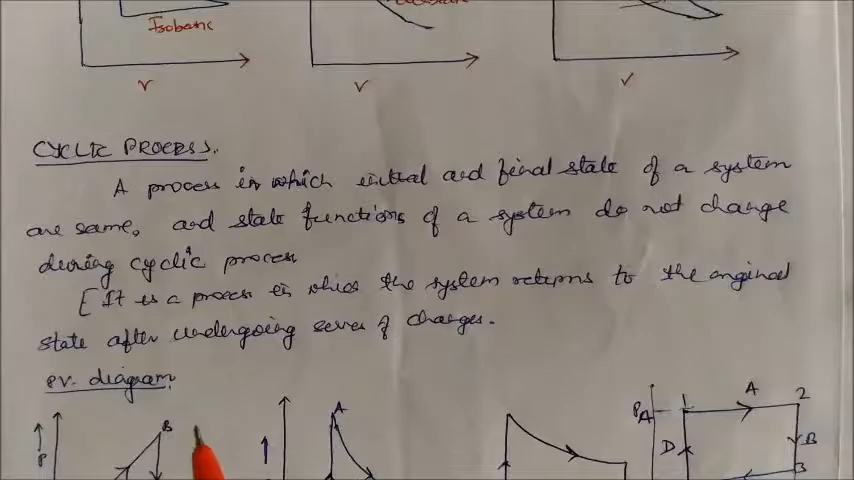 Isobaric
V
V
V
CYCLIC PROCESS.
A process in which initial and final state of a system
are same, and state functions of a system do not change
during cyclic process
[It is a process in which the system returns to the original
state after undergoing series of changes.
PV. diagram
B
P
A
PA
1
A
2
B
D
3